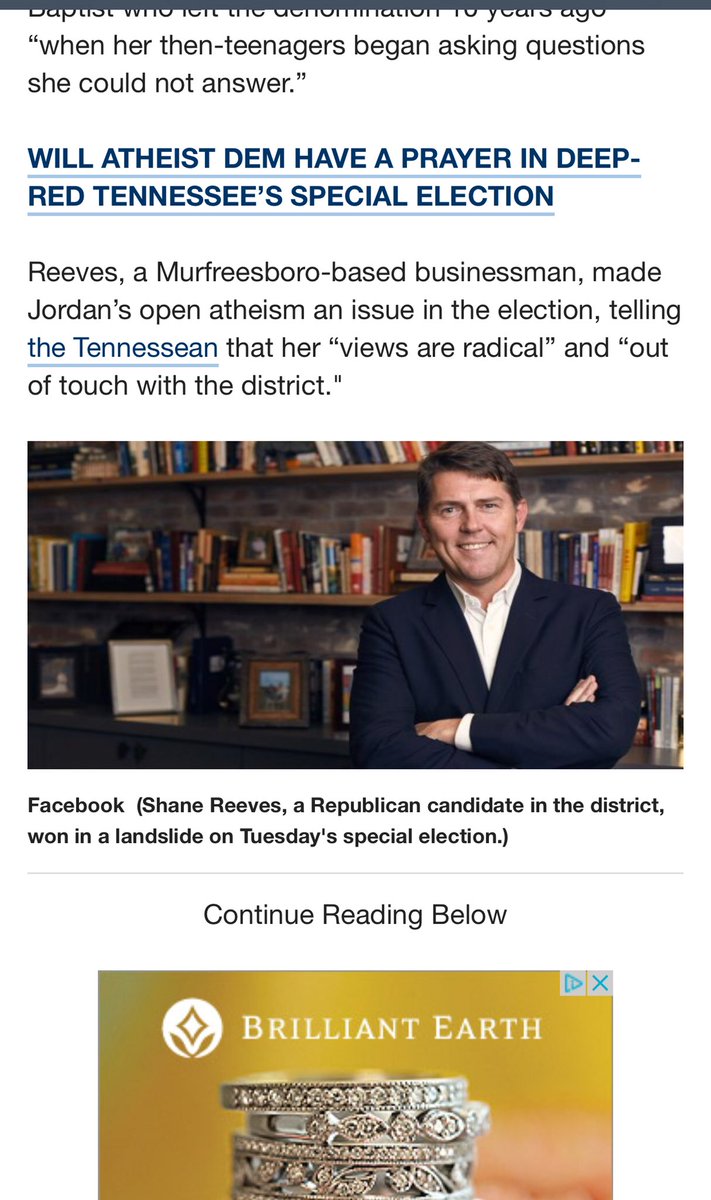 Baptist who left the denomination 10 years ago
“when her then-teenagers began asking questions
she could not answer.”
WILL ATHEIST DEM HAVE A PRAYER IN DEEP-
RED TENNESSEE’S SPECIAL ELECTION
Reeves, a Murfreesboro-based businessman, made
Jordan’s open atheism an issue in the election, telling
the Tennessean that her “views are radical” and “out
of touch with the district."
Facebook (Shane Reeves, a Republican candidate in the district,
won in a landslide on Tuesday's special election.)
Continue Reading Below
BRILLIANT EARTH